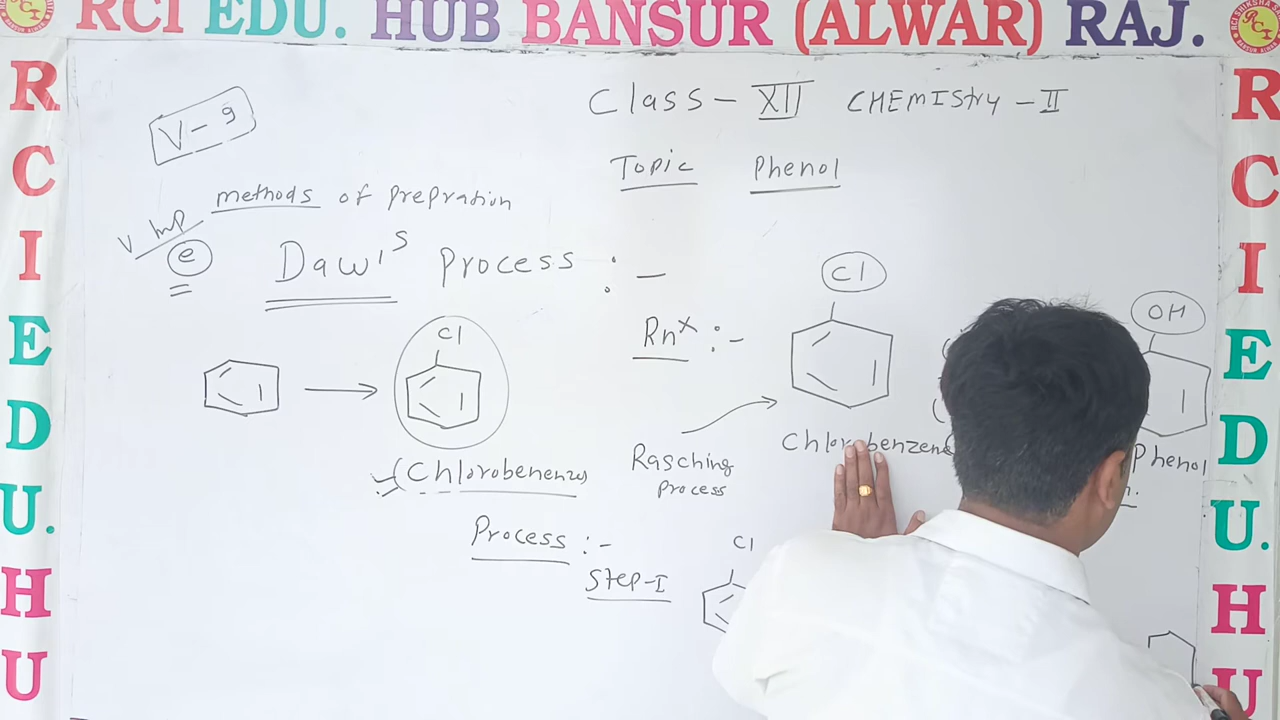 RCI EDU. HUB BANSUR (ALWAR) RAJ.
R
C
I
E
D
U.
H
U
R
C
I
E
D
U.
H
U
Class - XII CHEMIStry - II
V-9
Topic Phenol
methods of prepration
V Imp
e Daw's process :-
Cl
OH
Rnx :-
Cl
Chlorobenzene
Phenol
(Chlorobenenzes
Rasching
process
Process :-
Cl
Step-I